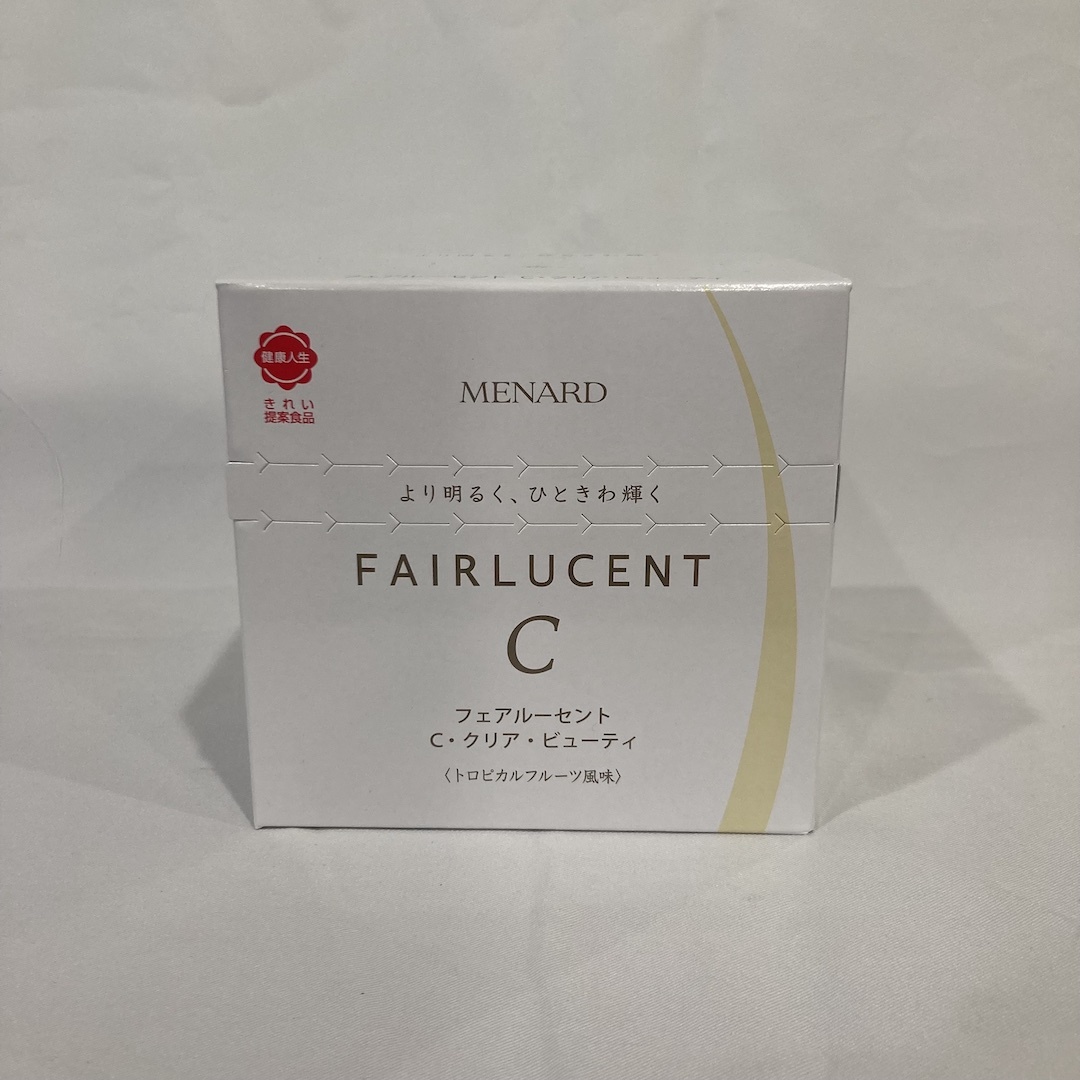 健康人生
きれい
提案食品
MENARD
より明るく、ひときわ輝く
FAIRLUCENT
C
フェアルーセント
C・クリア・ビューティ
〈トロピカルフルーツ風味〉